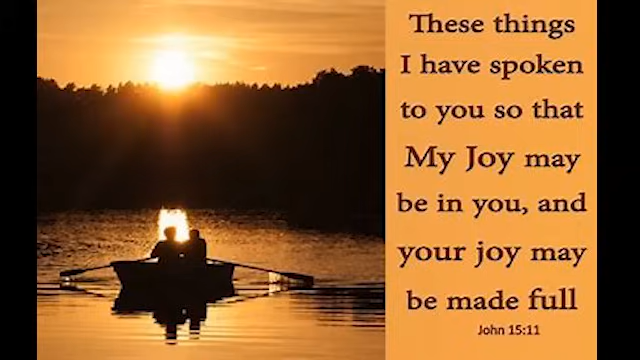 These things
I have spoken
to you so that
My Joy may
be in you, and
your joy may
be made full
John 15:11